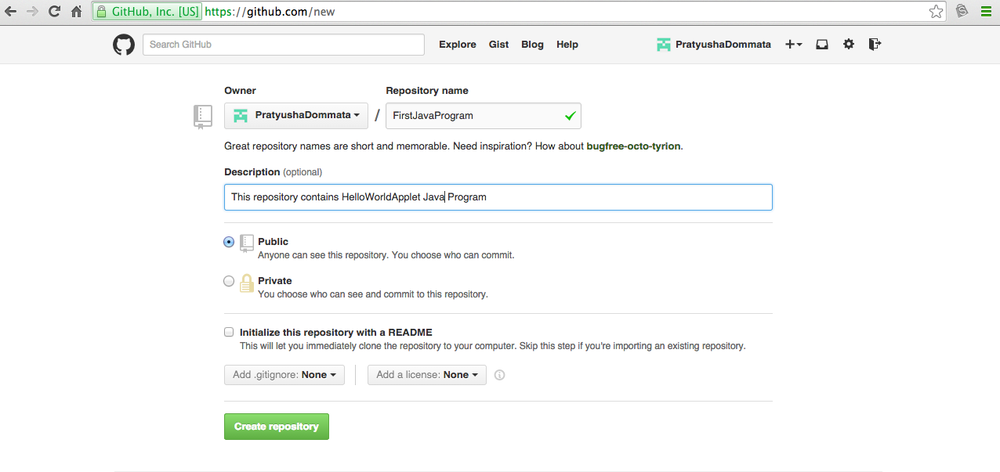 GitHub, Inc. [US] https://github.com/new
Search GitHub Explore Gist Blog Help PratyushaDommata
Owner Repository name
PratyushaDommata / FirstJavaProgram
Great repository names are short and memorable. Need inspiration? How about bugfree-octo-tyrion.
Description (optional)
This repository contains HelloWorldApplet Java Program
Public
Anyone can see this repository. You choose who can commit.
Private
You choose who can see and commit to this repository.
Initialize this repository with a README
This will let you immediately clone the repository to your computer. Skip this step if you're importing an existing repository.
Add .gitignore: None Add a license: None
Create repository